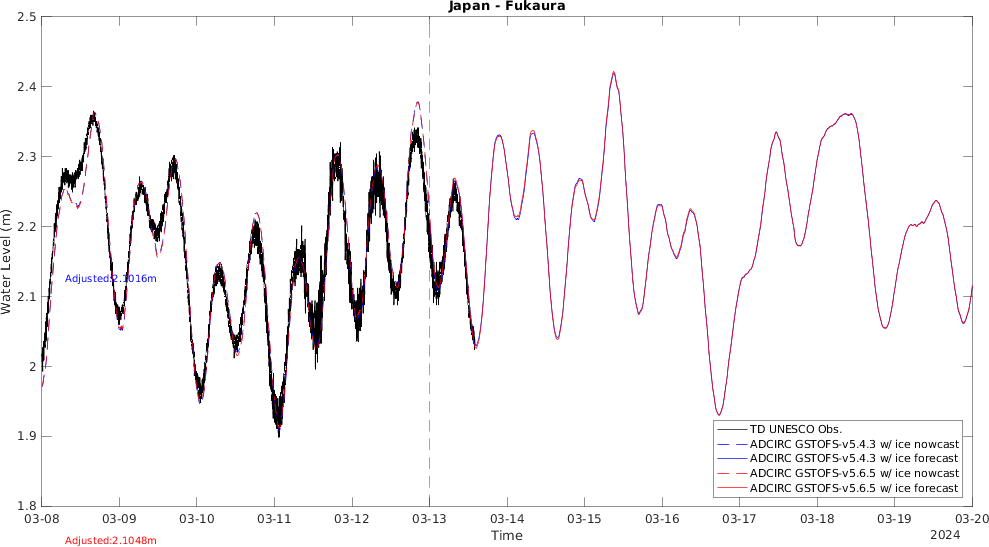 Japan - Fukaura
2.5
2.4
2.3
2.2
2.1
2
1.9
1.8
Water Level (m)
Adjusted:2.1016m
TD UNESCO Obs.
ADCIRC GSTOFS-v5.4.3 w/ ice nowcast
ADCIRC GSTOFS-v5.4.3 w/ ice forecast
ADCIRC GSTOFS-v5.6.5 w/ ice nowcast
ADCIRC GSTOFS-v5.6.5 w/ ice forecast
03-08 03-09 03-10 03-11 03-12 03-13 03-14 03-15 03-16 03-17 03-18 03-19 03-20
Time
2024
Adjusted:2.1048m